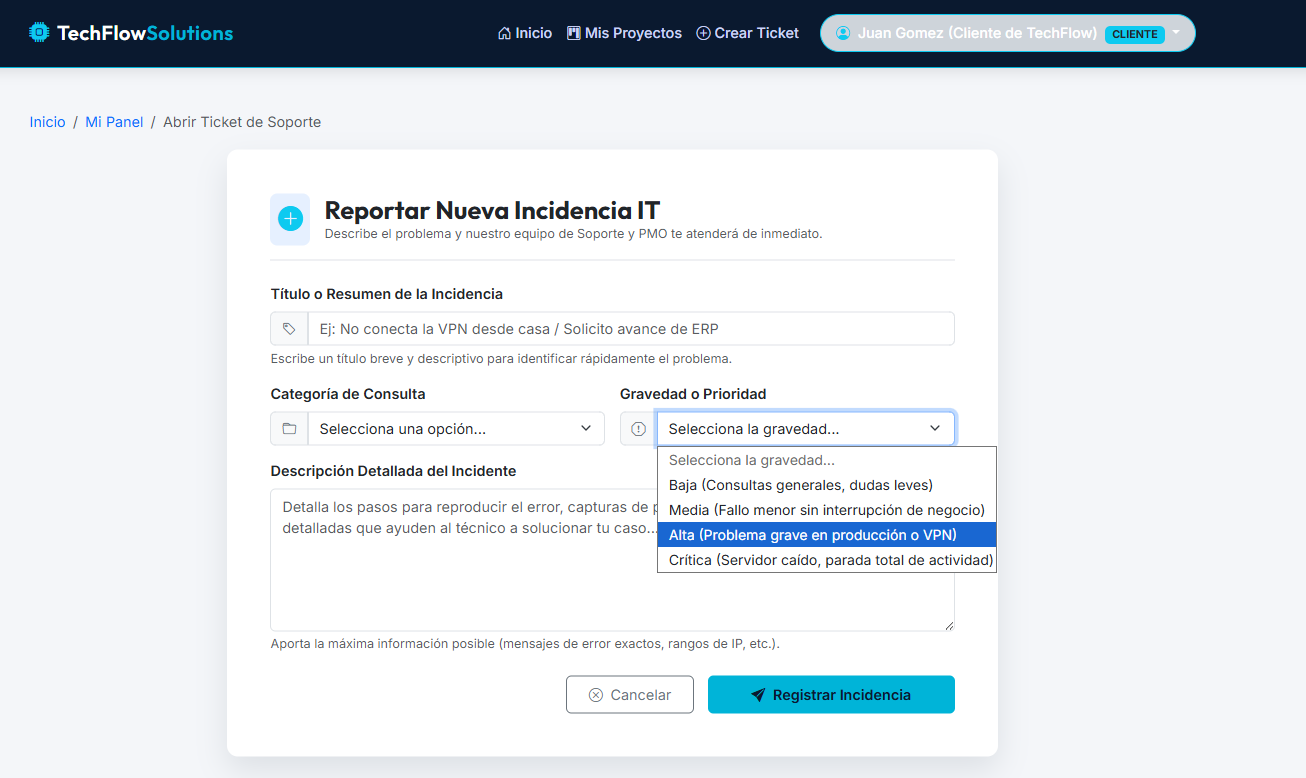 TechFlowSolutions
Inicio Mis Proyectos Crear Ticket Juan Gomez (Cliente de TechFlow) CLIENTE
Inicio / Mi Panel / Abrir Ticket de Soporte
Reportar Nueva Incidencia IT
Describe el problema y nuestro equipo de Soporte y PMO te atenderá de inmediato.
Título o Resumen de la Incidencia
Ej: No conecta la VPN desde casa / Solicito avance de ERP
Escribe un título breve y descriptivo para identificar rápidamente el problema.
Categoría de Consulta
Selecciona una opción...
Gravedad o Prioridad
Selecciona la gravedad...
Selecciona la gravedad...
Baja (Consultas generales, dudas leves)
Media (Fallo menor sin interrupción de negocio)
Alta (Problema grave en producción o VPN)
Crítica (Servidor caído, parada total de actividad)
Descripción Detallada del Incidente
Detalla los pasos para reproducir el error, capturas de
detalladas que ayuden al técnico a solucionar tu caso...
Aporta la máxima información posible (mensajes de error exactos, rangos de IP, etc.).
Cancelar
Registrar Incidencia